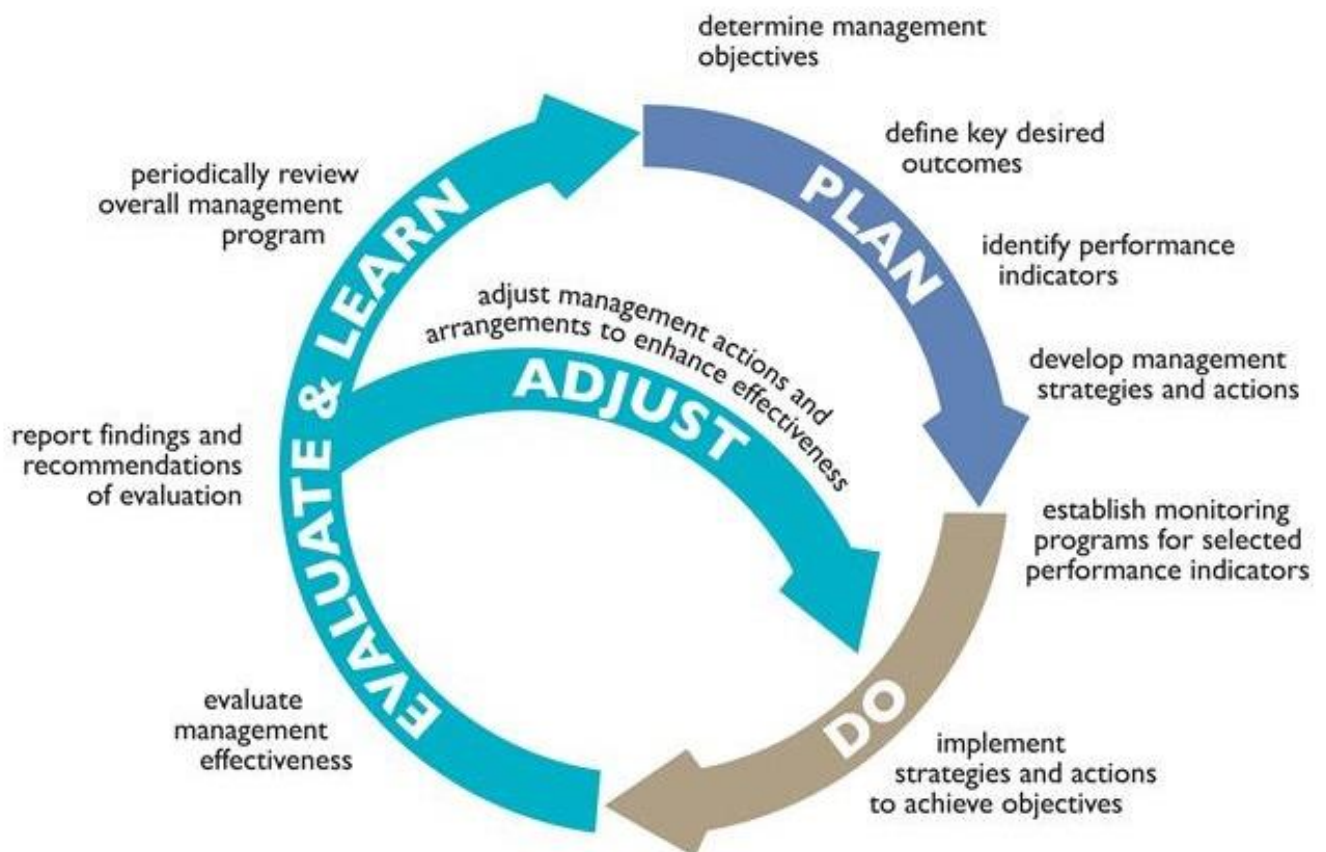 determine management
objectives
define key desired
outcomes
PLAN
identify performance
indicators
develop management
strategies and actions
establish monitoring
programs for selected
performance indicators
DO
implement
strategies and actions
to achieve objectives
evaluate
management
effectiveness
EVALUATE & LEARN
report findings and
recommendations
of evaluation
periodically review
overall management
program
adjust management actions and
arrangements to enhance effectiveness
ADJUST